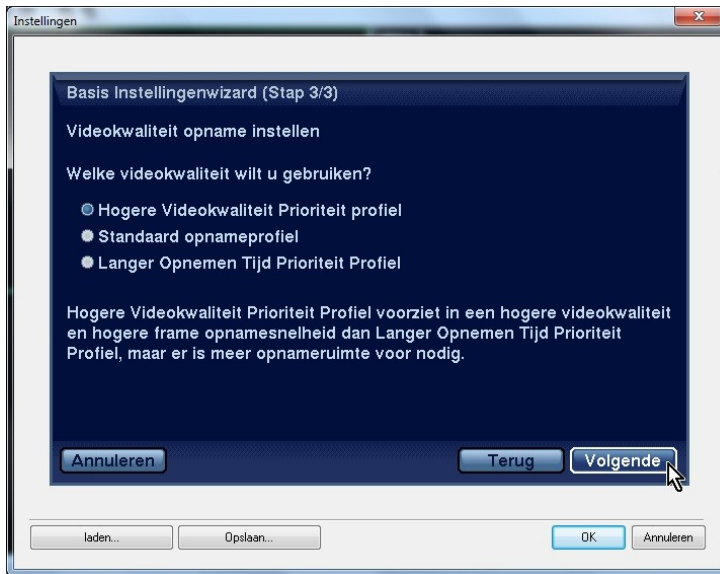 Instellingen
Basis Instellingenwizard (Stap 3/3)
Videokwaliteit opname instellen
Welke videokwaliteit wilt u gebruiken?
Hogere Videokwaliteit Prioriteit profiel
Standaard opnameprofiel
Langer Opnemen Tijd Prioriteit Profiel
Hogere Videokwaliteit Prioriteit Profiel voorziet in een hogere videokwaliteit
en hogere frame opnamesnelheid dan Langer Opnemen Tijd Prioriteit
Profiel, maar er is meer opnameruimte voor nodig.
Annuleren Terug Volgende
laden... Opslaan... OK Annuleren